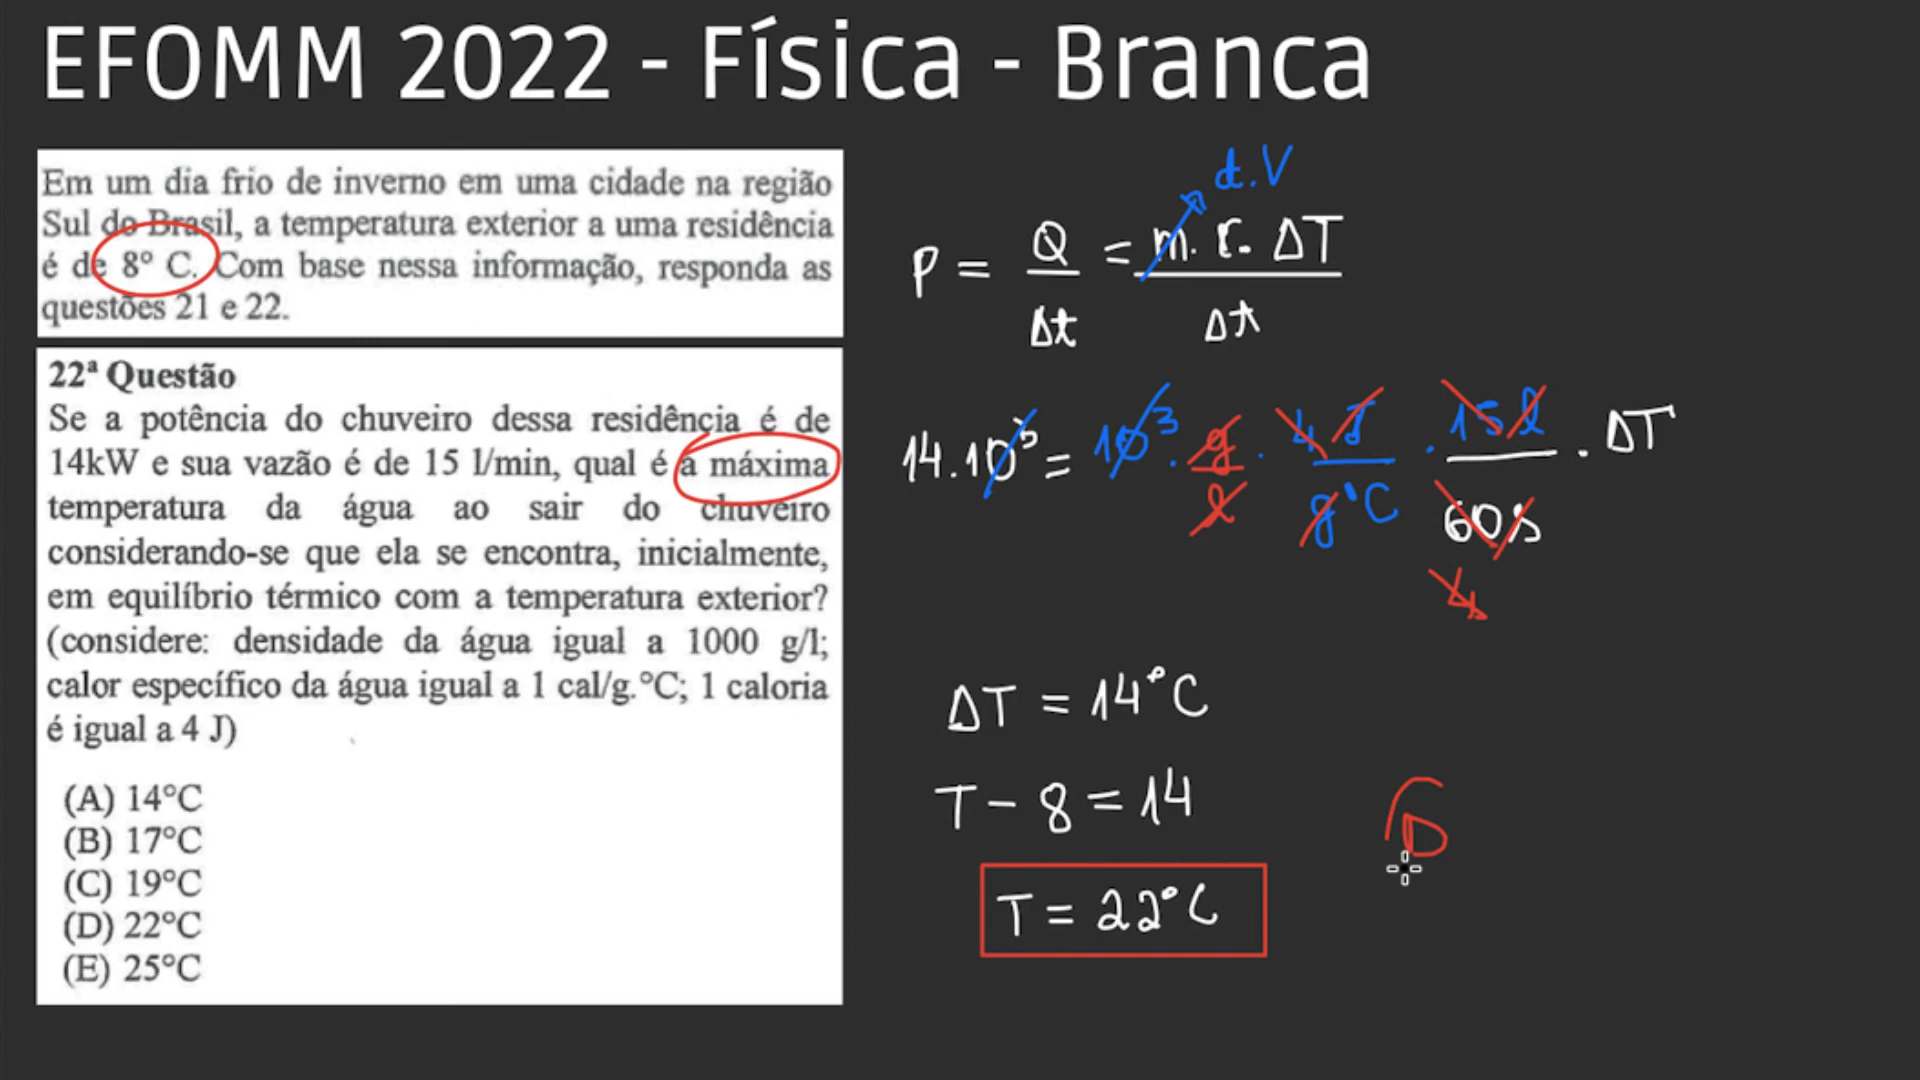 EFOMM 2022 - Física - Branca
Em um dia frio de inverno em uma cidade na região
Sul do Brasil, a temperatura exterior a uma residência
é de 8° C. Com base nessa informação, responda as
questões 21 e 22.
22ª Questão
Se a potência do chuveiro dessa residência é de
14kW e sua vazão é de 15 l/min, qual é a máxima
temperatura da água ao sair do chuveiro
considerando-se que ela se encontra, inicialmente,
em equilíbrio térmico com a temperatura exterior?
(considere: densidade da água igual a 1000 g/l;
calor específico da água igual a 1 cal/g.°C; 1 caloria
é igual a 4 J)
(A) 14°C
(B) 17°C
(C) 19°C
(D) 22°C
(E) 25°C
d.V
P = Q/Δt = m.c.ΔT/Δt
14.10³ = 10³ . g/l . 4J/g°C . 15l/60s . ΔT
4
ΔT = 14°C
T - 8 = 14
T = 22°C
D